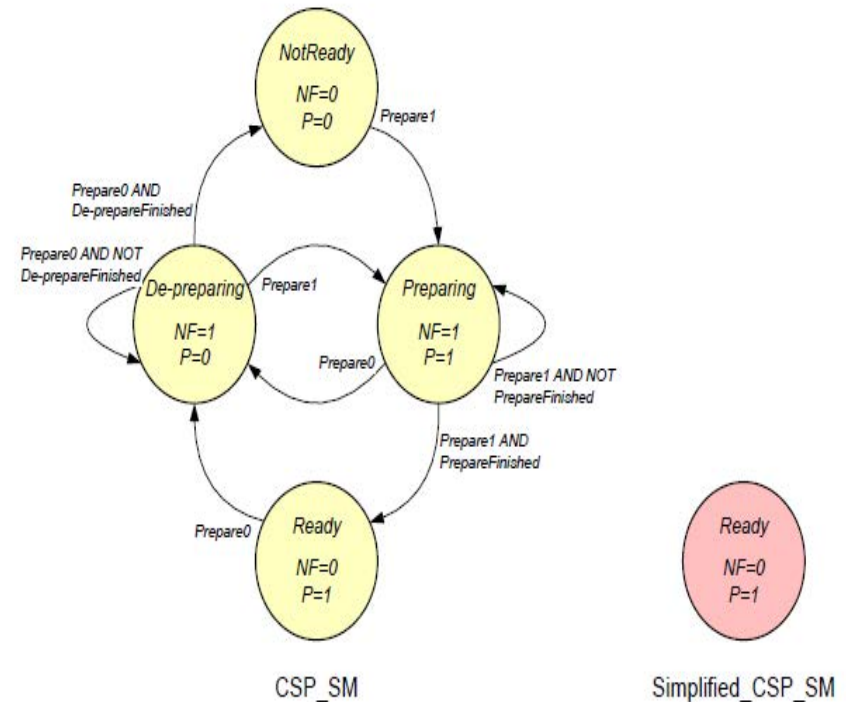 NotReady
NF=0
P=0
Prepare1
Prepare0 AND
De-prepareFinished
Prepare0 AND NOT
De-prepareFinished
De-preparing
NF=1
P=0
Prepare1
Prepare0
Preparing
NF=1
P=1
Prepare1 AND NOT
PrepareFinished
Prepare1 AND
PrepareFinished
Prepare0
Ready
NF=0
P=1
CSP_SM
Ready
NF=0
P=1
Simplified_CSP_SM